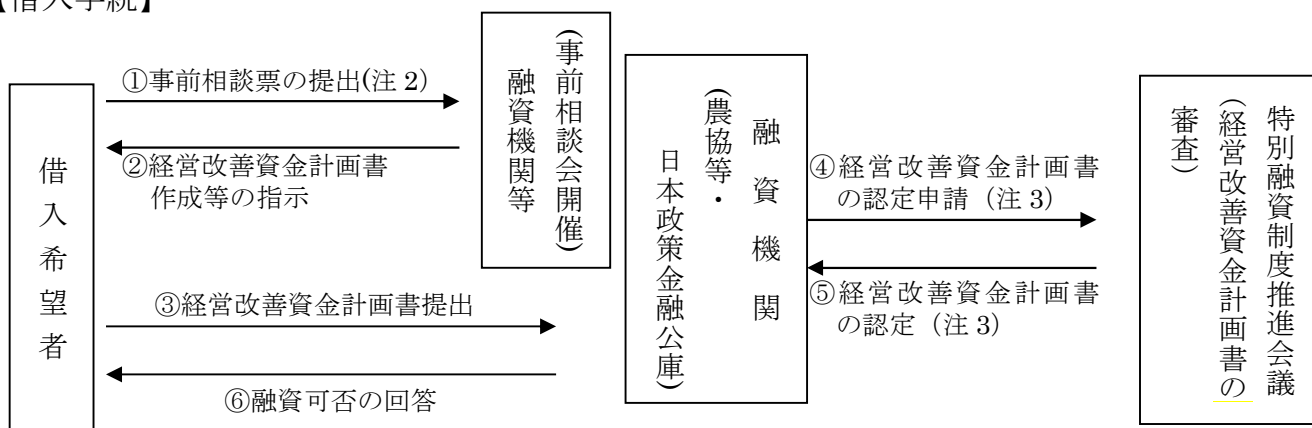 【借入手続】
借入希望者
①事前相談票の提出(注 2)
②経営改善資金計画書
作成等の指示
(事前相談会開催)
融資機関等
③経営改善資金計画書提出
⑥融資可否の回答
融資機関
(農協等・
日本政策金融公庫)
④経営改善資金計画書
の認定申請（注 3）
⑤経営改善資金計画書
の認定（注 3）
特別融資制度推進会議
(経営改善資金計画書の
審査)